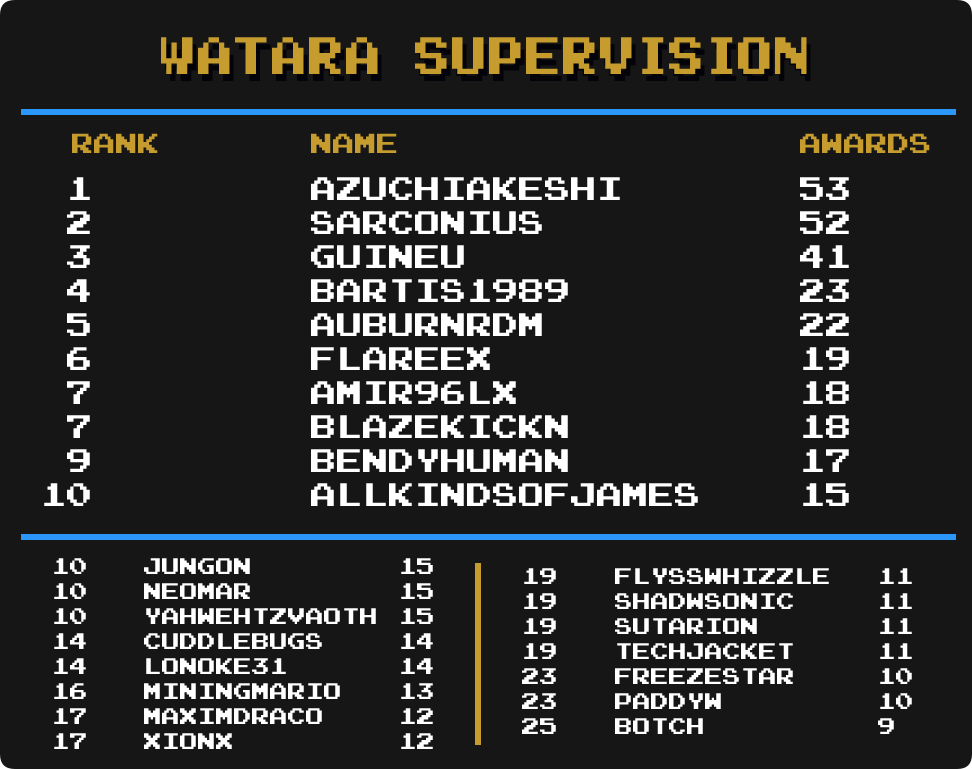 WATARA SUPERVISION
RANK NAME AWARDS
1 AZUCHIAKESHI 53
2 SARCONIUS 52
3 GUINEU 41
4 BARTIS1989 23
5 AUBURNRDM 22
6 FLAREEX 19
7 AMIR96LX 18
7 BLAZEKICKN 18
9 BENDYHUMAN 17
10 ALLKINDSOFJAMES 15
10 JUNGON 15
10 NEOMAR 15
10 YAHWEHTZVAOTH 15
14 CUDDLEBUGS 14
14 LONOKE31 14
16 MININGMARIO 13
17 MAXIMDRACO 12
17 XIONX 12
19 FLYSSWHIZZLE 11
19 SHADWSONIC 11
19 SUTARION 11
19 TECHJACKET 11
23 FREEZESTAR 10
23 PADDYW 10
25 BOTCH 9